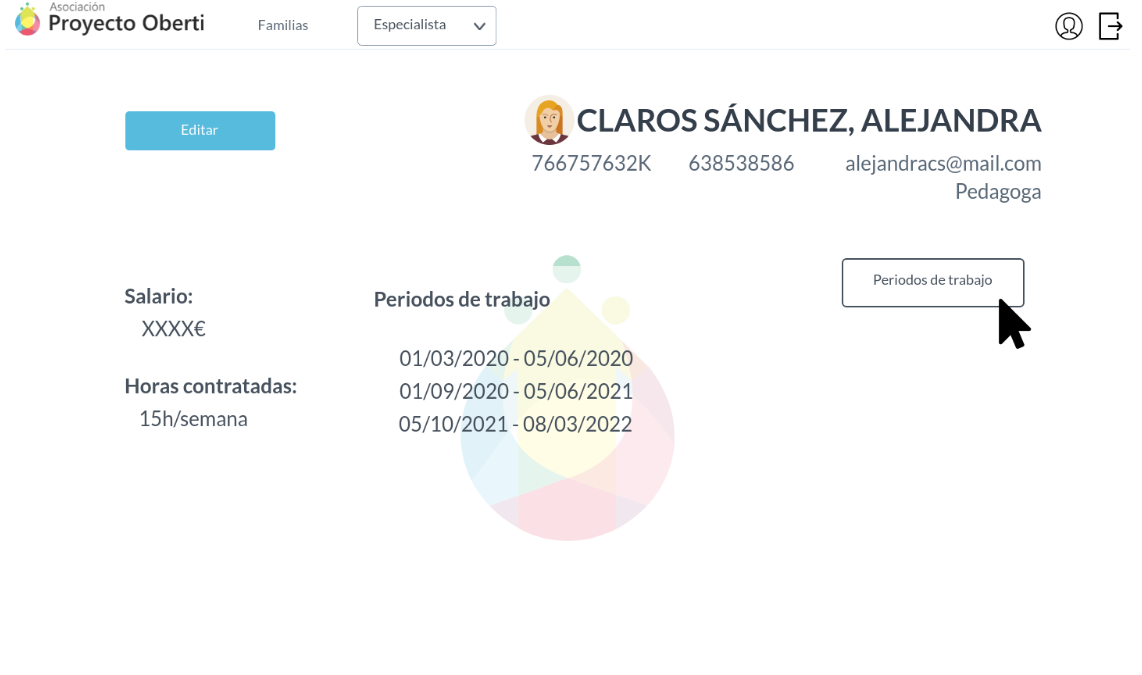 Asociación
Proyecto Oberti
Familias
Especialista
Editar
CLAROS SÁNCHEZ, ALEJANDRA
766757632K 638538586 alejandracs@mail.com
Pedagoga
Periodos de trabajo
Salario:
XXXX€
Horas contratadas:
15h/semana
Periodos de trabajo
01/03/2020 - 05/06/2020
01/09/2020 - 05/06/2021
05/10/2021 - 08/03/2022